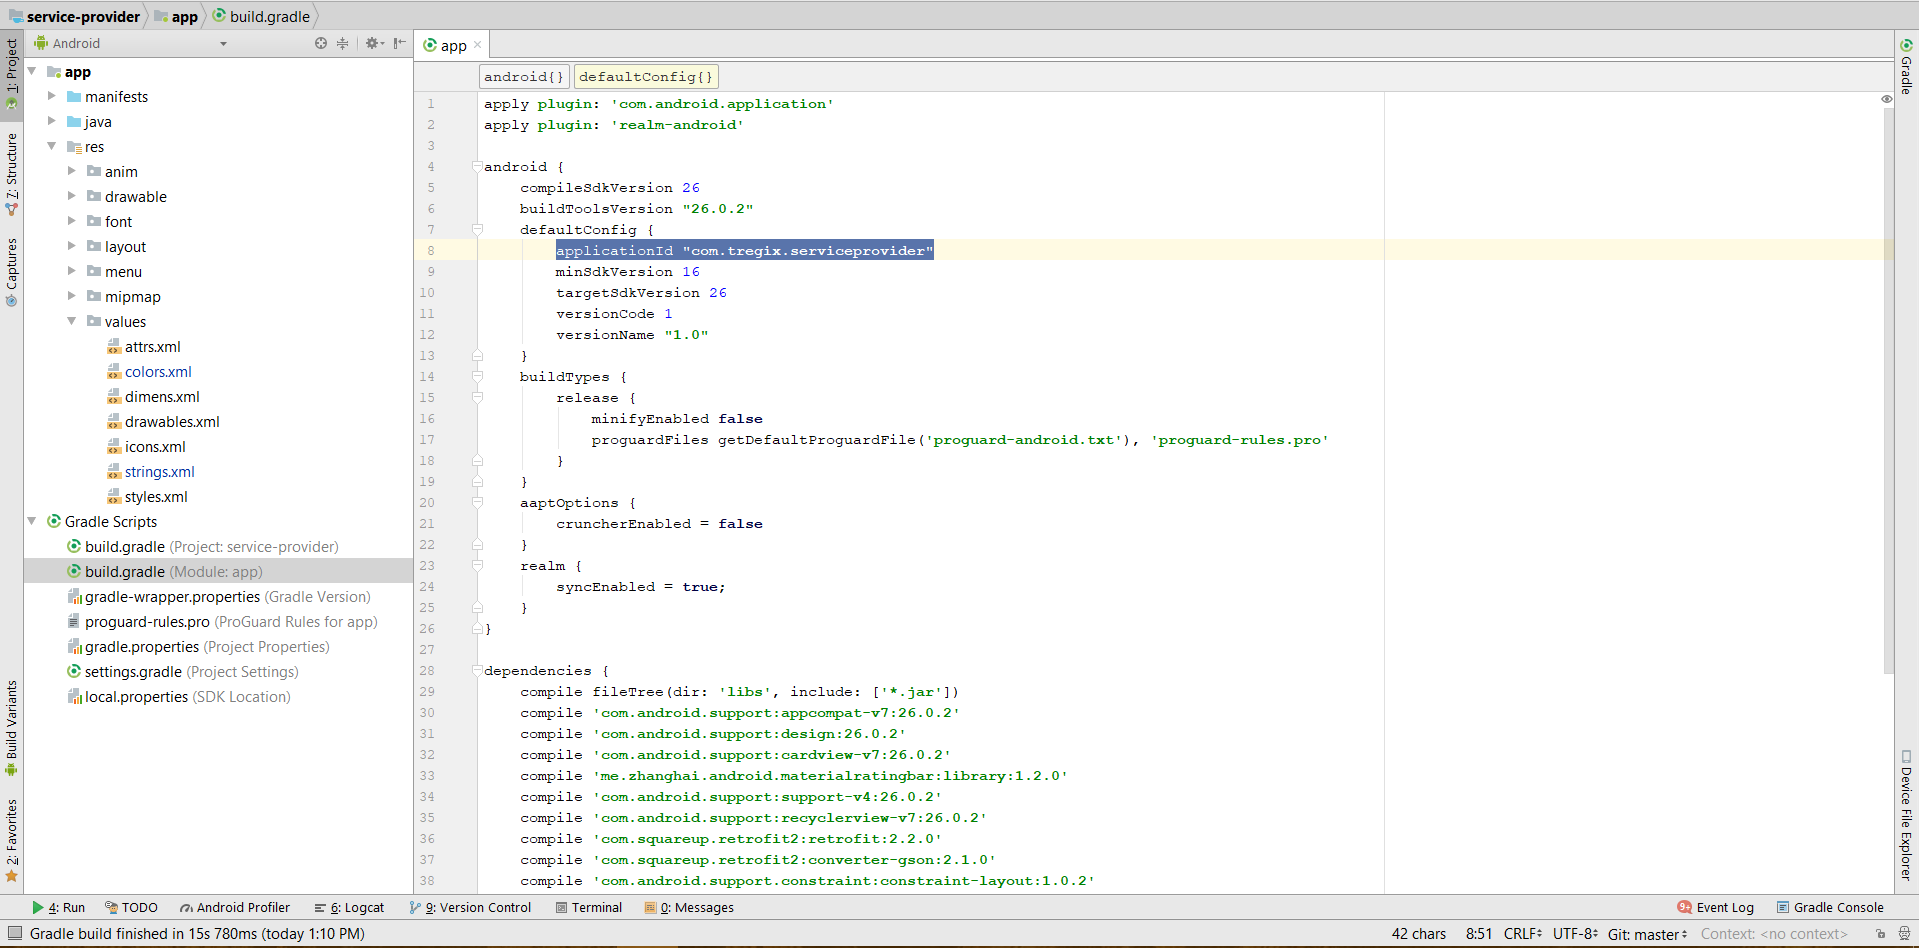 service-provider app build.gradle
Android
app
1: Project
7: Structure
Captures
Build Variants
2: Favorites
app
manifests
java
res
anim
drawable
font
layout
menu
mipmap
values
attrs.xml
colors.xml
dimens.xml
drawables.xml
icons.xml
strings.xml
styles.xml
Gradle Scripts
build.gradle (Project: service-provider)
build.gradle (Module: app)
gradle-wrapper.properties (Gradle Version)
proguard-rules.pro (ProGuard Rules for app)
gradle.properties (Project Properties)
settings.gradle (Project Settings)
local.properties (SDK Location)
android{} defaultConfig{}
1 apply plugin: 'com.android.application'
2 apply plugin: 'realm-android'
3
4 android {
5 compileSdkVersion 26
6 buildToolsVersion "26.0.2"
7 defaultConfig {
8 applicationId "com.tregix.serviceprovider"
9 minSdkVersion 16
10 targetSdkVersion 26
11 versionCode 1
12 versionName "1.0"
13 }
14 buildTypes {
15 release {
16 minifyEnabled false
17 proguardFiles getDefaultProguardFile('proguard-android.txt'), 'proguard-rules.pro'
18 }
19 }
20 aaptOptions {
21 cruncherEnabled = false
22 }
23 realm {
24 syncEnabled = true;
25 }
26 }
27
28 dependencies {
29 compile fileTree(dir: 'libs', include: ['*.jar'])
30 compile 'com.android.support:appcompat-v7:26.0.2'
31 compile 'com.android.support:design:26.0.2'
32 compile 'com.android.support:cardview-v7:26.0.2'
33 compile 'me.zhanghai.android.materialratingbar:library:1.2.0'
34 compile 'com.android.support:support-v4:26.0.2'
35 compile 'com.android.support:recyclerview-v7:26.0.2'
36 compile 'com.squareup.retrofit2:retrofit:2.2.0'
37 compile 'com.squareup.retrofit2:converter-gson:2.1.0'
38 compile 'com.android.support.constraint:constraint-layout:1.0.2'
Gradle
Device File Explorer
4: Run TODO Android Profiler 6: Logcat 9: Version Control Terminal 0: Messages 9+ Event Log Gradle Console
Gradle build finished in 15s 780ms (today 1:10 PM) 42 chars 8:51 CRLF UTF-8 Git: master Context: <no context>